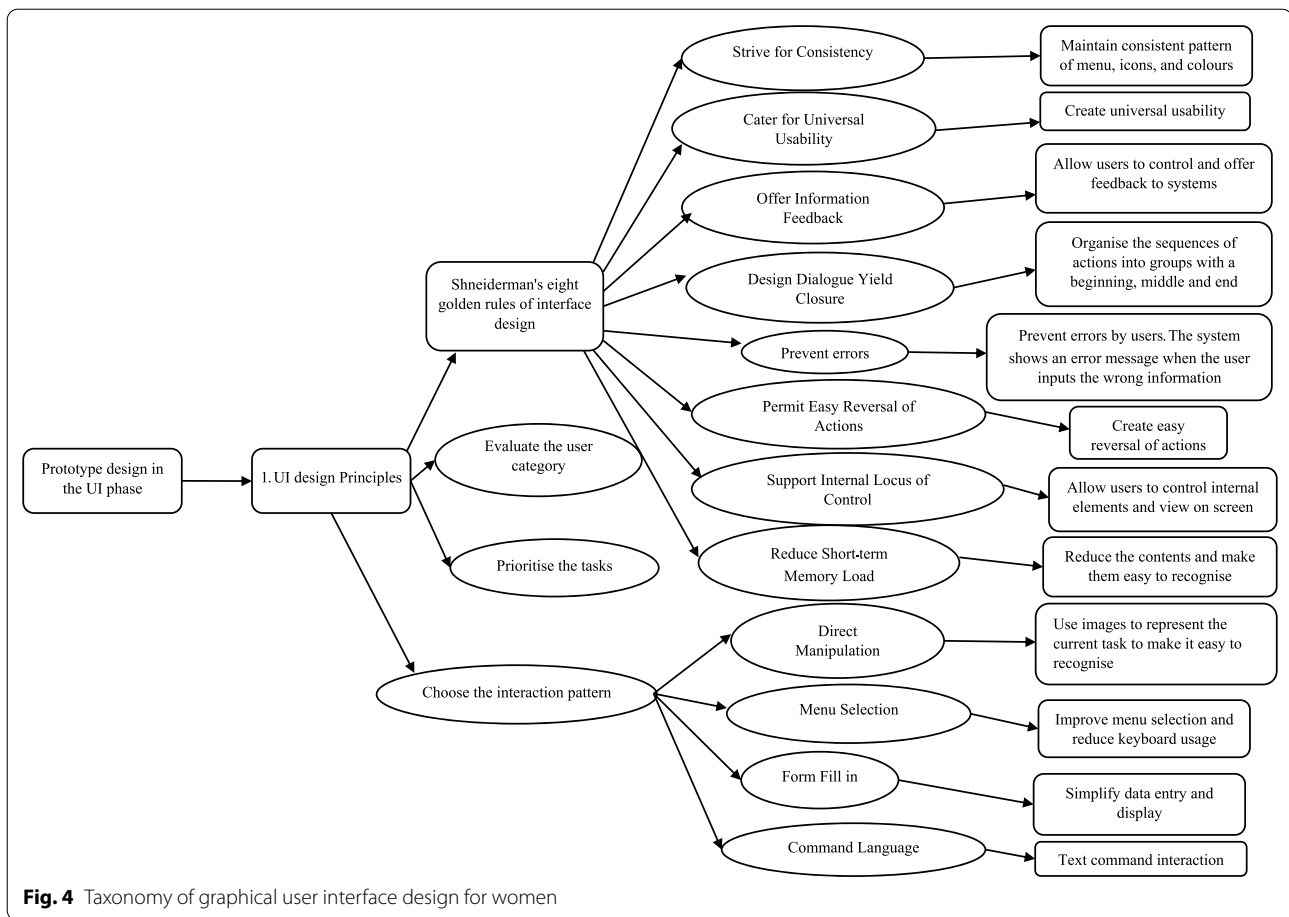 Strive for Consistency
Maintain consistent pattern
of menu, icons, and colours
Cater for Universal
Usability
Create universal usability
Offer Information
Feedback
Allow users to control and offer
feedback to systems
Design Dialogue Yield
Closure
Organise the sequences of
actions into groups with a
beginning, middle and end
Shneiderman's eight
golden rules of interface
design
Prevent errors
Prevent errors by users. The system
shows an error message when the user
inputs the wrong information
Permit Easy Reversal of
Actions
Create easy
reversal of actions
Prototype design in
the UI phase
1. UI design Principles
Evaluate the user
category
Support Internal Locus of
Control
Allow users to control internal
elements and view on screen
Prioritise the tasks
Reduce Short-term
Memory Load
Reduce the contents and make
them easy to recognise
Choose the interaction pattern
Direct
Manipulation
Use images to represent the
current task to make it easy to
recognise
Menu Selection
Improve menu selection and
reduce keyboard usage
Form Fill in
Simplify data entry and
display
Command Language
Text command interaction
Fig. 4 Taxonomy of graphical user interface design for women